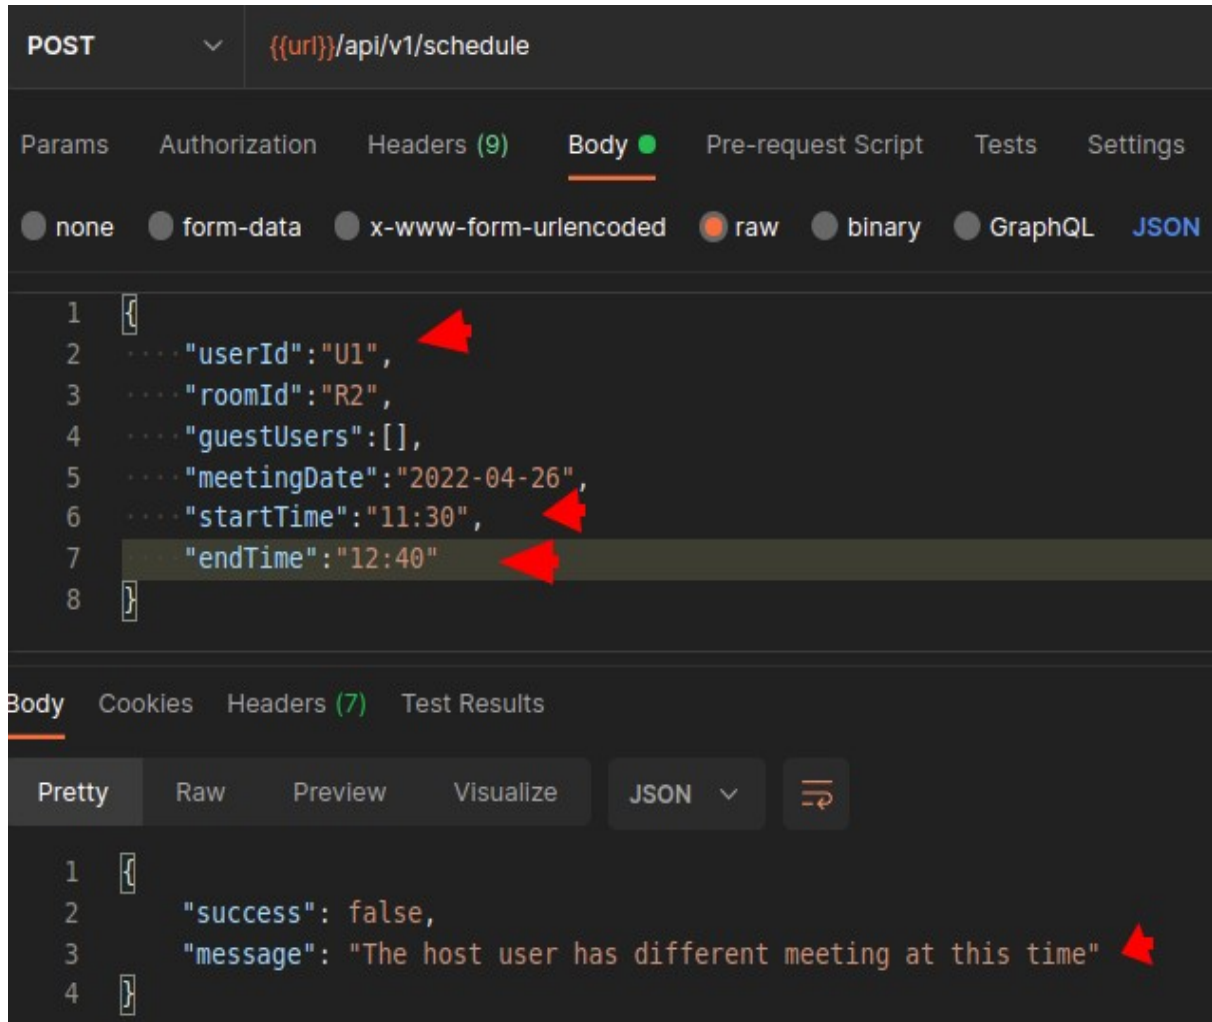 POST {{url}}/api/v1/schedule
Params Authorization Headers (9) Body Pre-request Script Tests Settings
none form-data x-www-form-urlencoded raw binary GraphQL JSON
1 {
2 "userId":"U1",
3 "roomId":"R2",
4 "guestUsers":[],
5 "meetingDate":"2022-04-26",
6 "startTime":"11:30",
7 "endTime":"12:40"
8 }
Body Cookies Headers (7) Test Results
Pretty Raw Preview Visualize JSON
1 {
2 "success": false,
3 "message": "The host user has different meeting at this time"
4 }